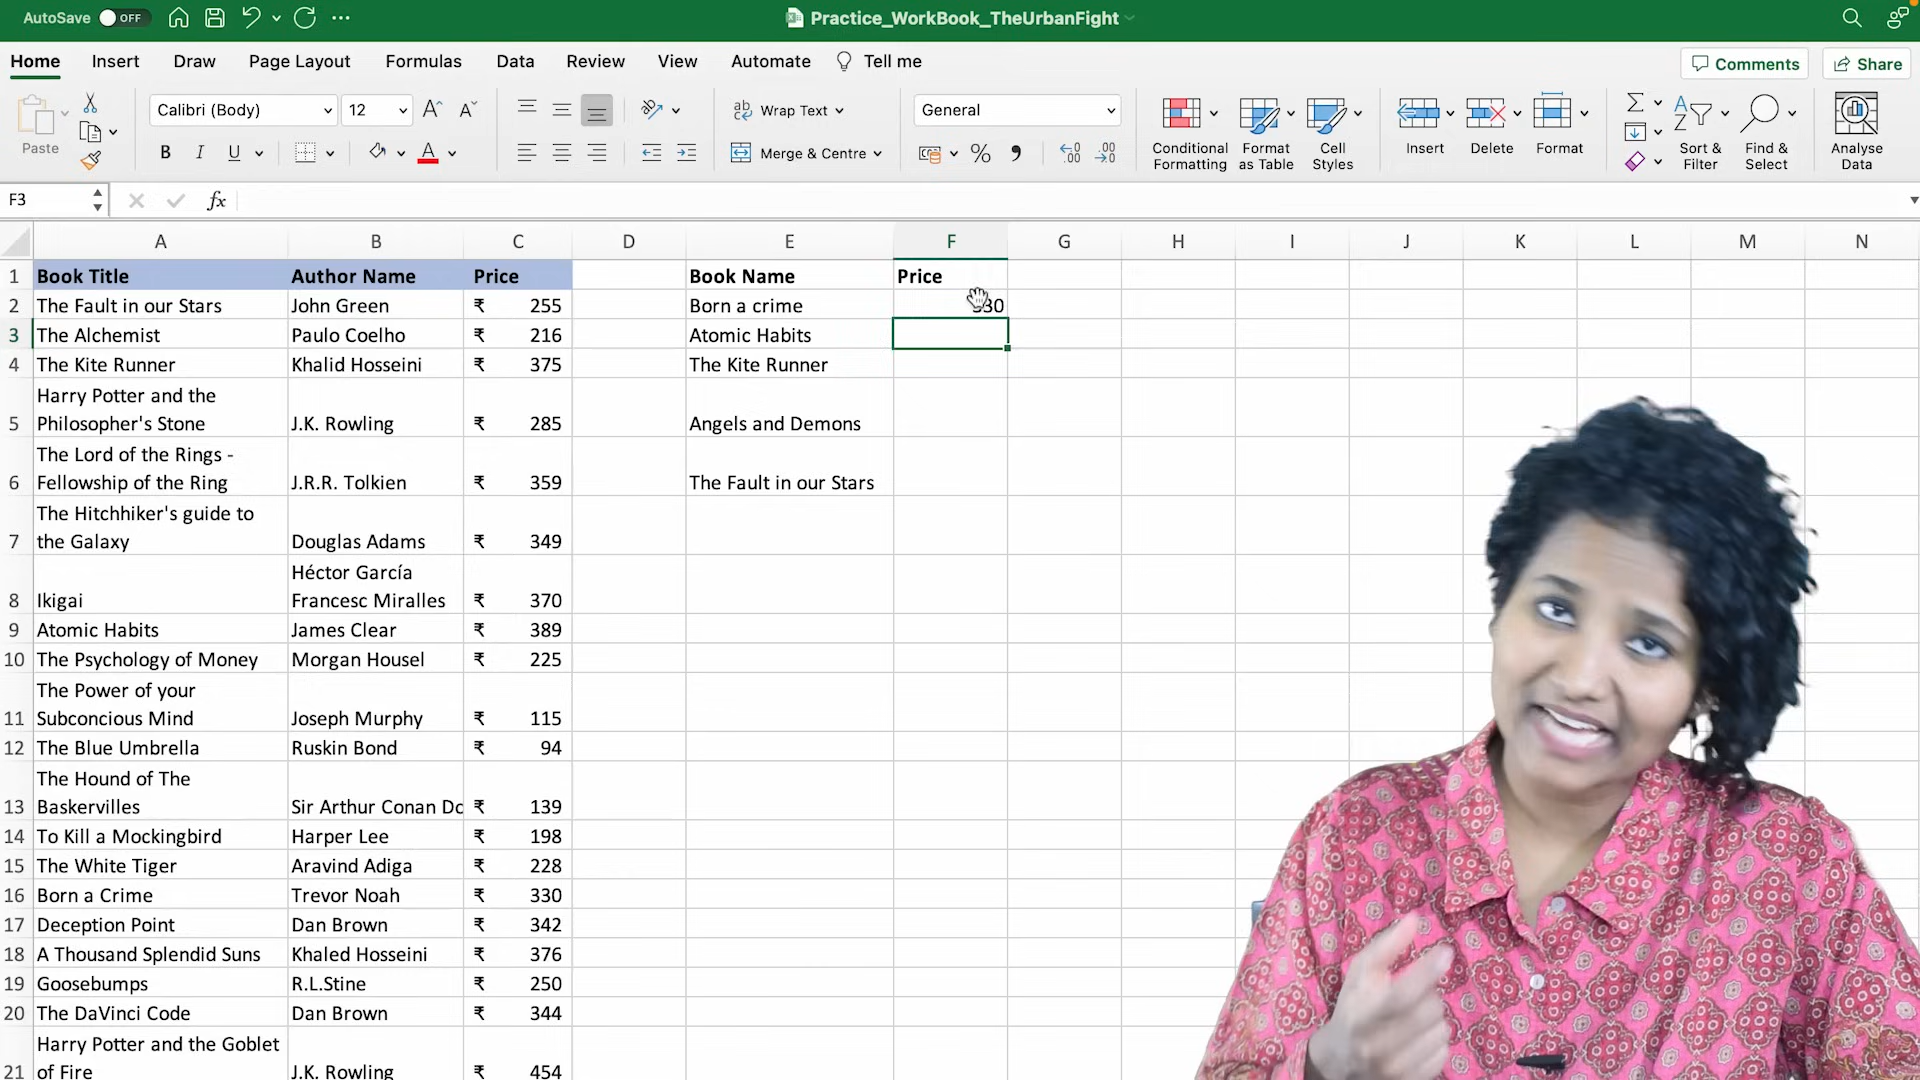 AutoSave OFF
Practice_WorkBook_TheUrbanFight
Home Insert Draw Page Layout Formulas Data Review View Automate Tell me
Comments Share
Paste
Calibri (Body) 12
B I U A
Wrap Text
Merge & Centre
General
Conditional Formatting
Format as Table
Cell Styles
Insert Delete Format
Sort & Filter
Find & Select
Analyse Data
F3 fx
A B C D E F G H I J K L M N
1 Book Title Author Name Price Book Name Price
2 The Fault in our Stars John Green ₹ 255 Born a crime 330
3 The Alchemist Paulo Coelho ₹ 216 Atomic Habits
4 The Kite Runner Khalid Hosseini ₹ 375 The Kite Runner
Harry Potter and the
5 Philosopher's Stone J.K. Rowling ₹ 285 Angels and Demons
The Lord of the Rings -
6 Fellowship of the Ring J.R.R. Tolkien ₹ 359 The Fault in our Stars
The Hitchhiker's guide to
7 the Galaxy Douglas Adams ₹ 349
Héctor García
8 Ikigai Francesc Miralles ₹ 370
9 Atomic Habits James Clear ₹ 389
10 The Psychology of Money Morgan Housel ₹ 225
The Power of your
11 Subconcious Mind Joseph Murphy ₹ 115
12 The Blue Umbrella Ruskin Bond ₹ 94
The Hound of The
13 Baskervilles Sir Arthur Conan Do ₹ 139
14 To Kill a Mockingbird Harper Lee ₹ 198
15 The White Tiger Aravind Adiga ₹ 228
16 Born a Crime Trevor Noah ₹ 330
17 Deception Point Dan Brown ₹ 342
18 A Thousand Splendid Suns Khaled Hosseini ₹ 376
19 Goosebumps R.L.Stine ₹ 250
20 The DaVinci Code Dan Brown ₹ 344
Harry Potter and the Goblet
21 of Fire J.K. Rowling ₹ 454